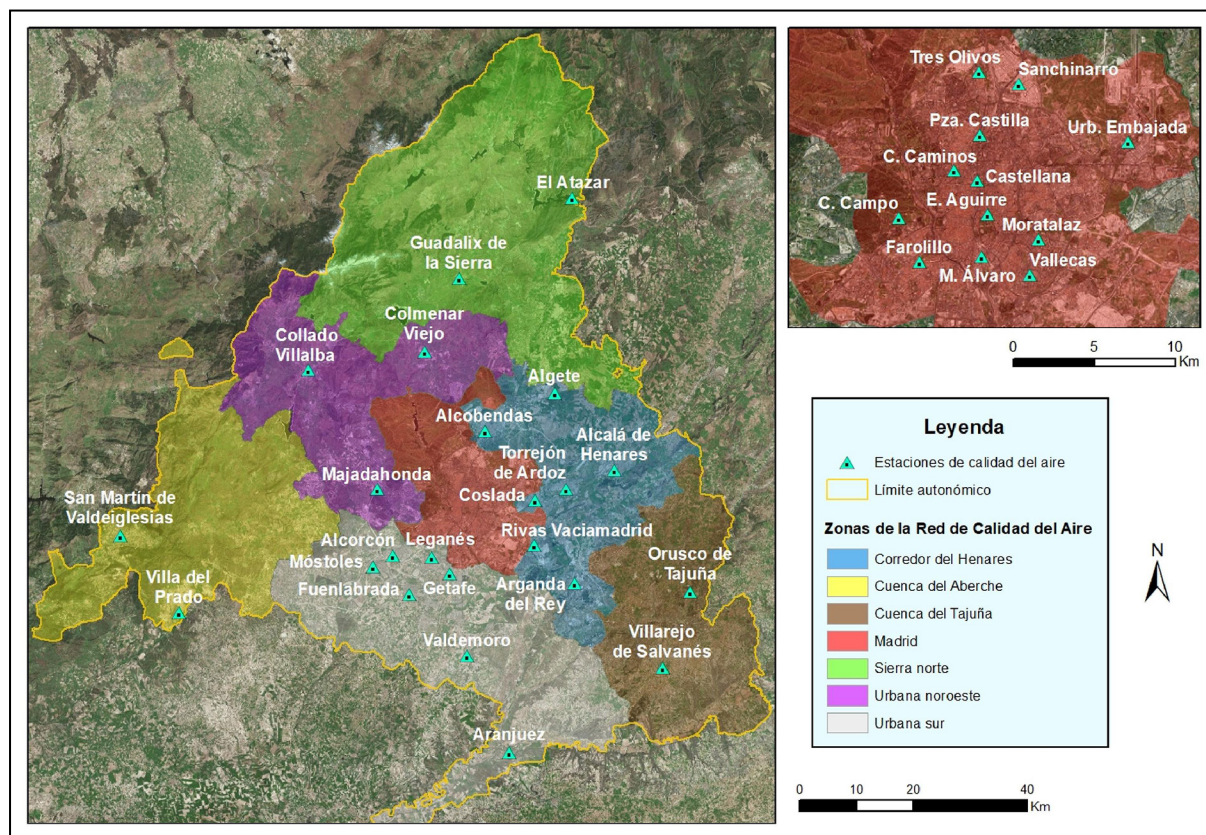 El Atazar
Guadalix de
la Sierra
Colmenar
Viejo
Collado
Villalba
Algete
Alcobendas
Alcalá de
Henares
Torrejón
de Ardoz
Majadahonda
Coslada
San Martín de
Valdeiglesias
Rivas Vaciamadrid
Alcorcón
Leganés
Móstoles
Orusco de
Tajuña
Villa del
Prado
Fuenlabrada
Getafe
Arganda
del Rey
Valdemoro
Villarejo
de Salvanés
Aranjuez
Tres Olivos
Sanchinarro
Pza. Castilla
Urb. Embajada
C. Caminos
Castellana
C. Campo
E. Aguirre
Moratalaz
Farolillo
M. Álvaro
Vallecas
0 5 10
Km
Leyenda
Estaciones de calidad del aire
Límite autonómico
Zonas de la Red de Calidad del Aire
Corredor del Henares
Cuenca del Aberche
Cuenca del Tajuña
Madrid
Sierra norte
Urbana noroeste
Urbana sur
N
0 10 20 40
Km